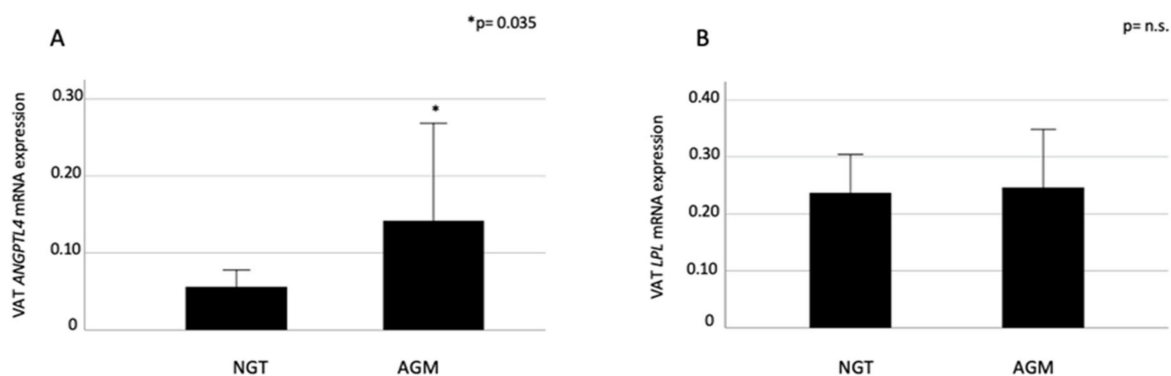 *p= 0.035
A
VAT ANGPTL4 mRNA expression
0.30
0.20
0.10
0
*
NGT
AGM
p= n.s.
B
VAT LPL mRNA expression
0.40
0.30
0.20
0.10
0
NGT
AGM